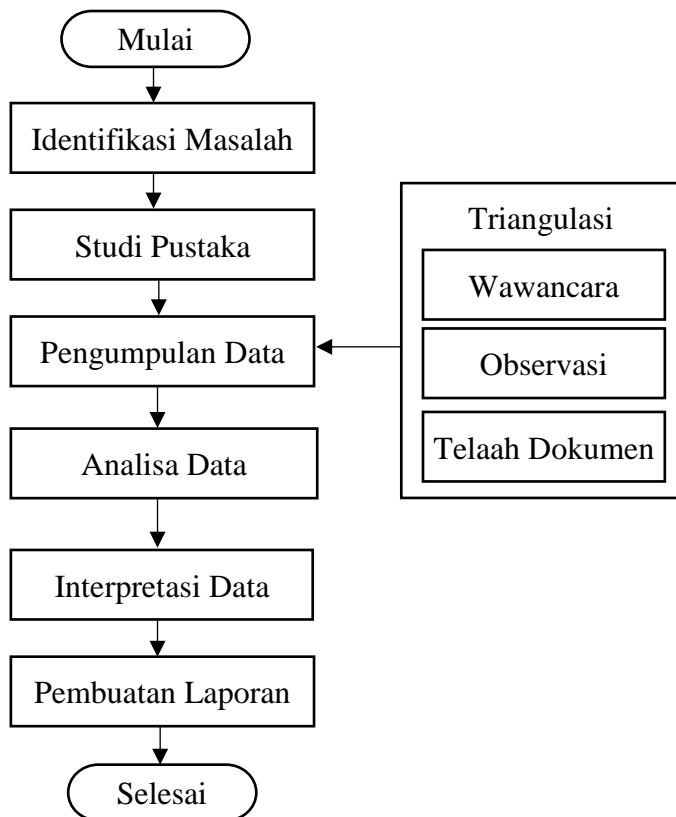 Mulai
Identifikasi Masalah
Studi Pustaka
Pengumpulan Data
Analisa Data
Interpretasi Data
Pembuatan Laporan
Selesai
Triangulasi
Wawancara
Observasi
Telaah Dokumen